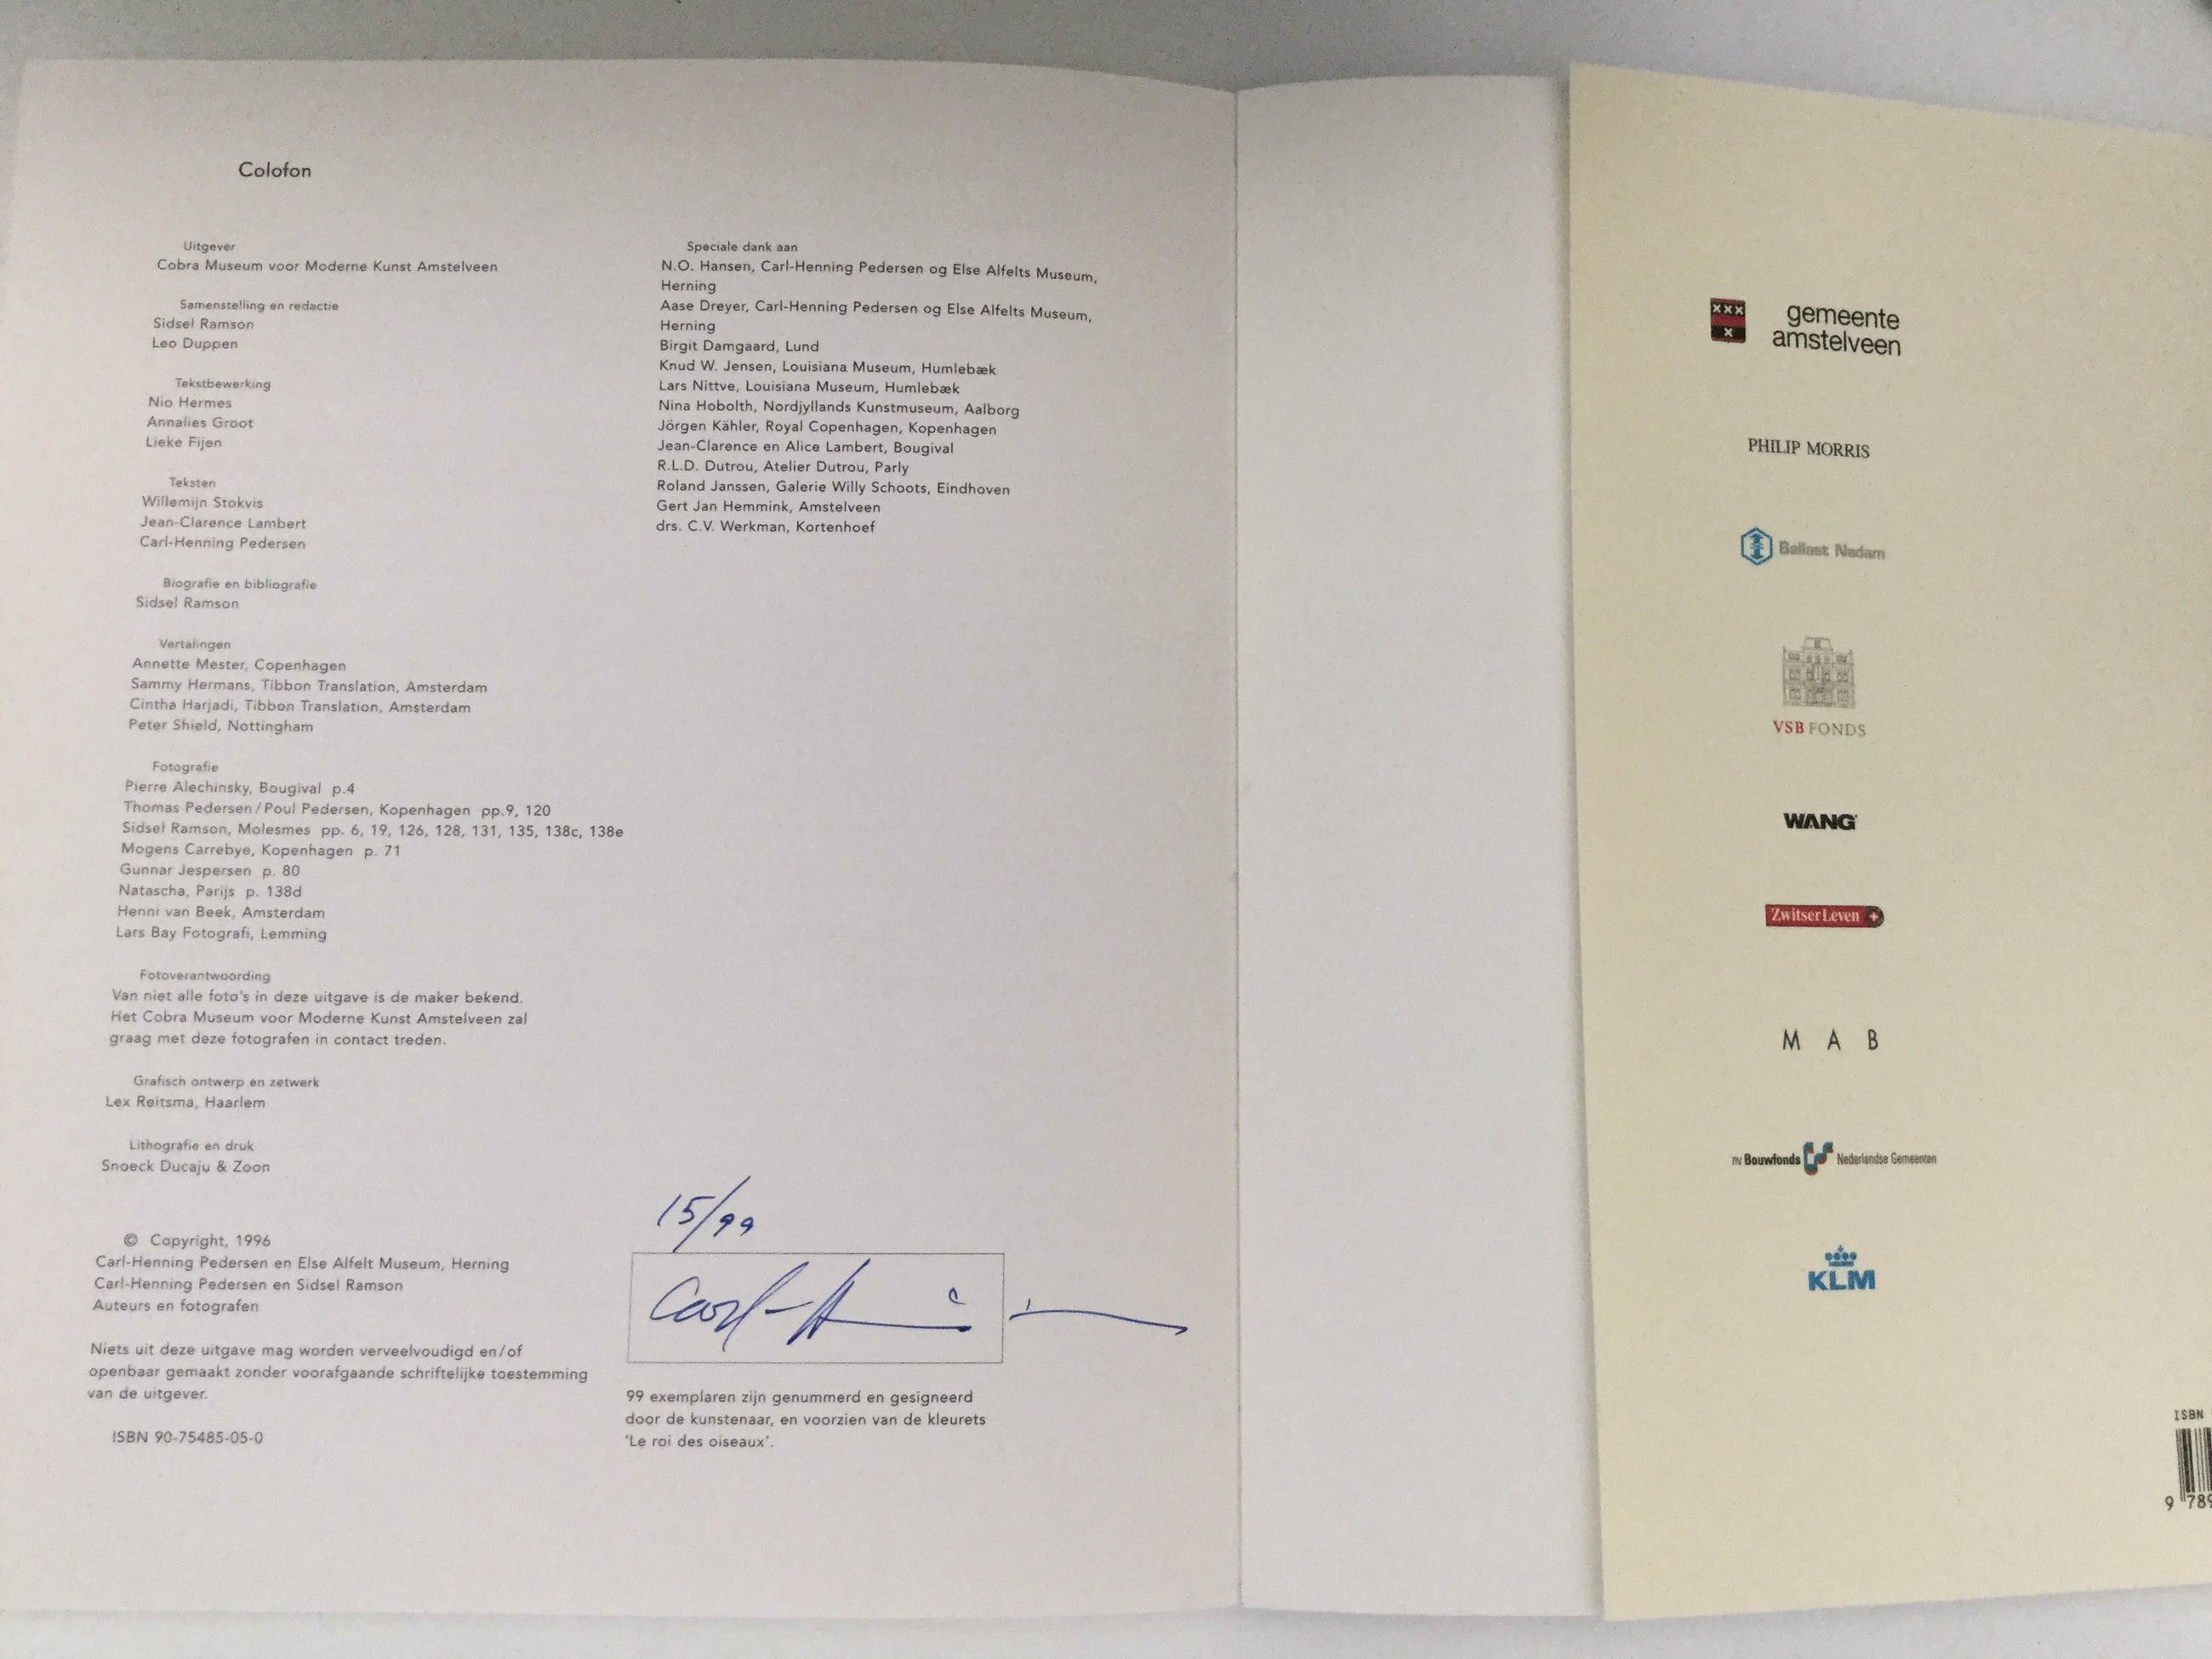 Colofon
Uitgever
Cobra Museum voor Moderne Kunst Amstelveen
Samenstelling en redactie
Sidsel Ramson
Leo Duppen
Tekstbewerking
Nio Hermes
Annalies Groot
Lieke Fijen
Teksten
Willemijn Stokvis
Jean-Clarence Lambert
Carl-Henning Pedersen
Biografie en bibliografie
Sidsel Ramson
Vertalingen
Annette Mester, Copenhagen
Sammy Hermans, Tibbon Translation, Amsterdam
Cintha Harjadi, Tibbon Translation, Amsterdam
Peter Shield, Nottingham
Fotografie
Pierre Alechinsky, Bougival p.4
Thomas Pedersen/Poul Pedersen, Kopenhagen pp.9, 120
Sidsel Ramson, Molesmes pp. 6, 19, 126, 128, 131, 135, 138c, 138e
Mogens Carrebye, Kopenhagen p. 71
Gunnar Jespersen p. 80
Natascha, Parijs p. 138d
Henni van Beek, Amsterdam
Lars Bay Fotografi, Lemming
Fotoverantwoording
Van niet alle foto's in deze uitgave is de maker bekend.
Het Cobra Museum voor Moderne Kunst Amstelveen zal
graag met deze fotografen in contact treden.
Grafisch ontwerp en zetwerk
Lex Reitsma, Haarlem
Lithografie en druk
Snoeck Ducaju & Zoon
© Copyright, 1996
Carl-Henning Pedersen en Else Alfelt Museum, Herning
Carl-Henning Pedersen en Sidsel Ramson
Auteurs en fotografen
Niets uit deze uitgave mag worden verveelvoudigd en/of
openbaar gemaakt zonder voorafgaande schriftelijke toestemming
van de uitgever.
ISBN 90-75485-05-0
Speciale dank aan
N.O. Hansen, Carl-Henning Pedersen og Else Alfelts Museum,
Herning
Aase Dreyer, Carl-Henning Pedersen og Else Alfelts Museum,
Herning
Birgit Damgaard, Lund
Knud W. Jensen, Louisiana Museum, Humlebæk
Lars Nittve, Louisiana Museum, Humlebæk
Nina Hobolth, Nordjyllands Kunstmuseum, Aalborg
Jörgen Kähler, Royal Copenhagen, Kopenhagen
Jean-Clarence en Alice Lambert, Bougival
R.L.D. Dutrou, Atelier Dutrou, Parly
Roland Janssen, Galerie Willy Schoots, Eindhoven
Gert Jan Hemmink, Amstelveen
drs. C.V. Werkman, Kortenhoef
15/99
Carl-H
99 exemplaren zijn genummerd en gesigneerd
door de kunstenaar, en voorzien van de kleurets
'Le roi des oiseaux'.
gemeente
amstelveen
PHILIP MORRIS
Ballast Nedam
VSB FONDS
WANG
ZwitserLeven
M A B
nv Bouwfonds Nederlandse Gemeenten
KLM
ISBN
9 789